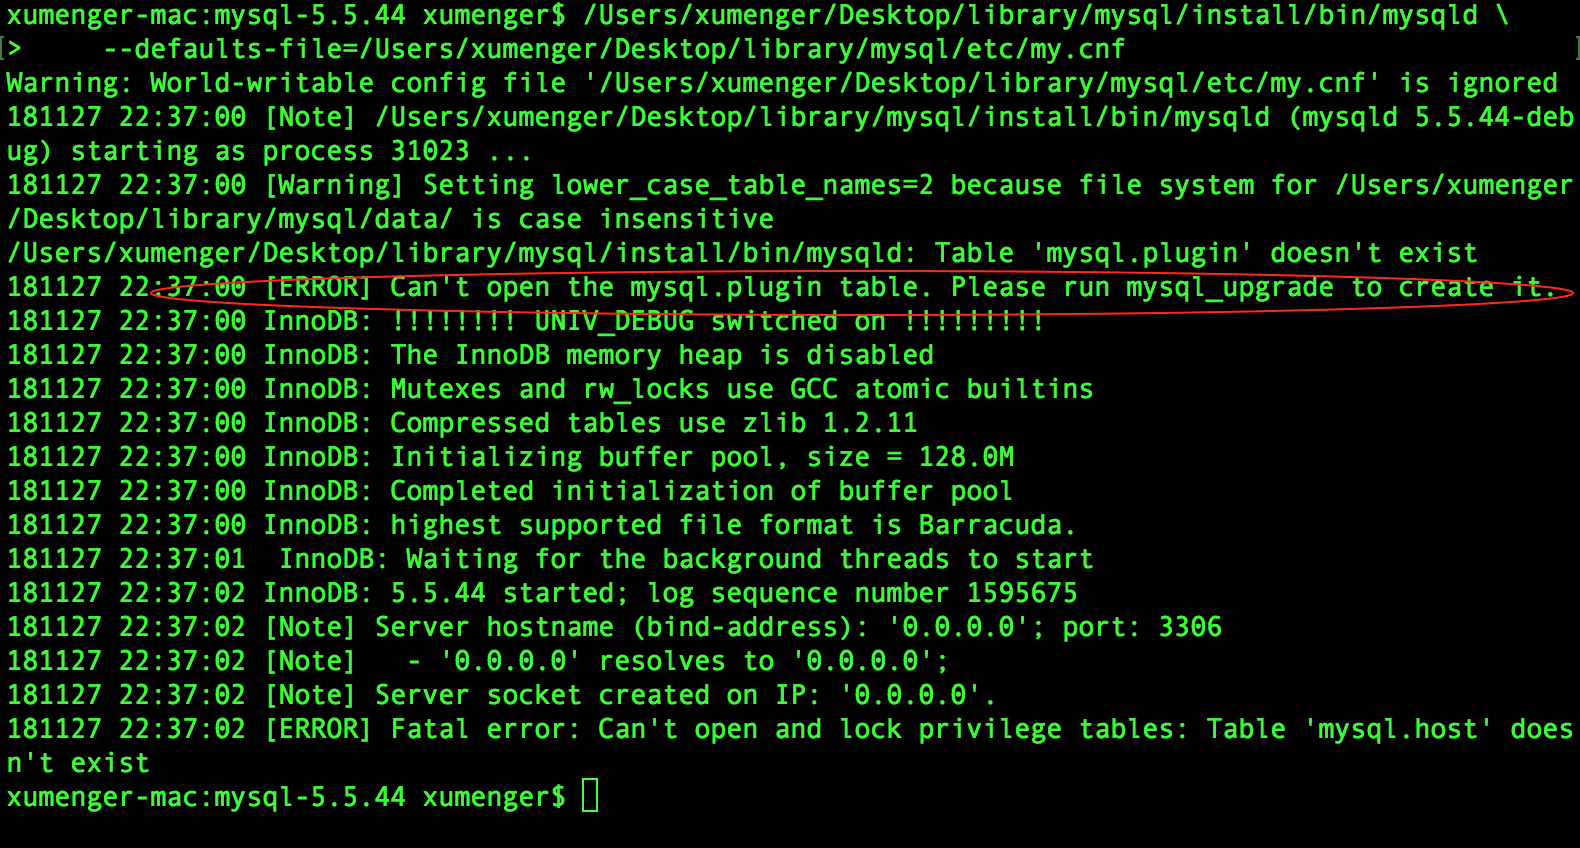 xumenger-mac:mysql-5.5.44 xumenger$ /Users/xumenger/Desktop/library/mysql/install/bin/mysqld \
>     --defaults-file=/Users/xumenger/Desktop/library/mysql/etc/my.cnf
Warning: World-writable config file '/Users/xumenger/Desktop/library/mysql/etc/my.cnf' is ignored
181127 22:37:00 [Note] /Users/xumenger/Desktop/library/mysql/install/bin/mysqld (mysqld 5.5.44-deb
ug) starting as process 31023 ...
181127 22:37:00 [Warning] Setting lower_case_table_names=2 because file system for /Users/xumenger
/Desktop/library/mysql/data/ is case insensitive
/Users/xumenger/Desktop/library/mysql/install/bin/mysqld: Table 'mysql.plugin' doesn't exist
181127 22:37:00 [ERROR] Can't open the mysql.plugin table. Please run mysql_upgrade to create it.
181127 22:37:00 InnoDB: !!!!!!!! UNIV_DEBUG switched on !!!!!!!!!
181127 22:37:00 InnoDB: The InnoDB memory heap is disabled
181127 22:37:00 InnoDB: Mutexes and rw_locks use GCC atomic builtins
181127 22:37:00 InnoDB: Compressed tables use zlib 1.2.11
181127 22:37:00 InnoDB: Initializing buffer pool, size = 128.0M
181127 22:37:00 InnoDB: Completed initialization of buffer pool
181127 22:37:00 InnoDB: highest supported file format is Barracuda.
181127 22:37:01  InnoDB: Waiting for the background threads to start
181127 22:37:02 InnoDB: 5.5.44 started; log sequence number 1595675
181127 22:37:02 [Note] Server hostname (bind-address): '0.0.0.0'; port: 3306
181127 22:37:02 [Note]   - '0.0.0.0' resolves to '0.0.0.0';
181127 22:37:02 [Note] Server socket created on IP: '0.0.0.0'.
181127 22:37:02 [ERROR] Fatal error: Can't open and lock privilege tables: Table 'mysql.host' does
n't exist
xumenger-mac:mysql-5.5.44 xumenger$